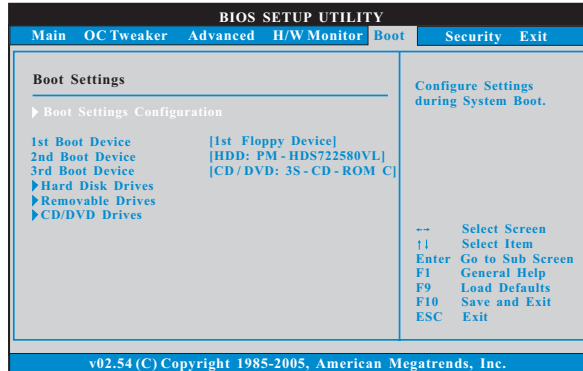 BIOS SETUP UTILITY
Main OC Tweaker Advanced H/W Monitor Boot Security Exit
Boot Settings
Boot Settings Configuration
1st Boot Device [1st Floppy Device]
2nd Boot Device [HDD: PM - HDS722580VL]
3rd Boot Device [CD / DVD: 3S - CD - ROM C]
Hard Disk Drives
Removable Drives
CD/DVD Drives
Configure Settings
during System Boot.
←→ Select Screen
↑↓ Select Item
Enter Go to Sub Screen
F1 General Help
F9 Load Defaults
F10 Save and Exit
ESC Exit
v02.54 (C) Copyright 1985-2005, American Megatrends, Inc.